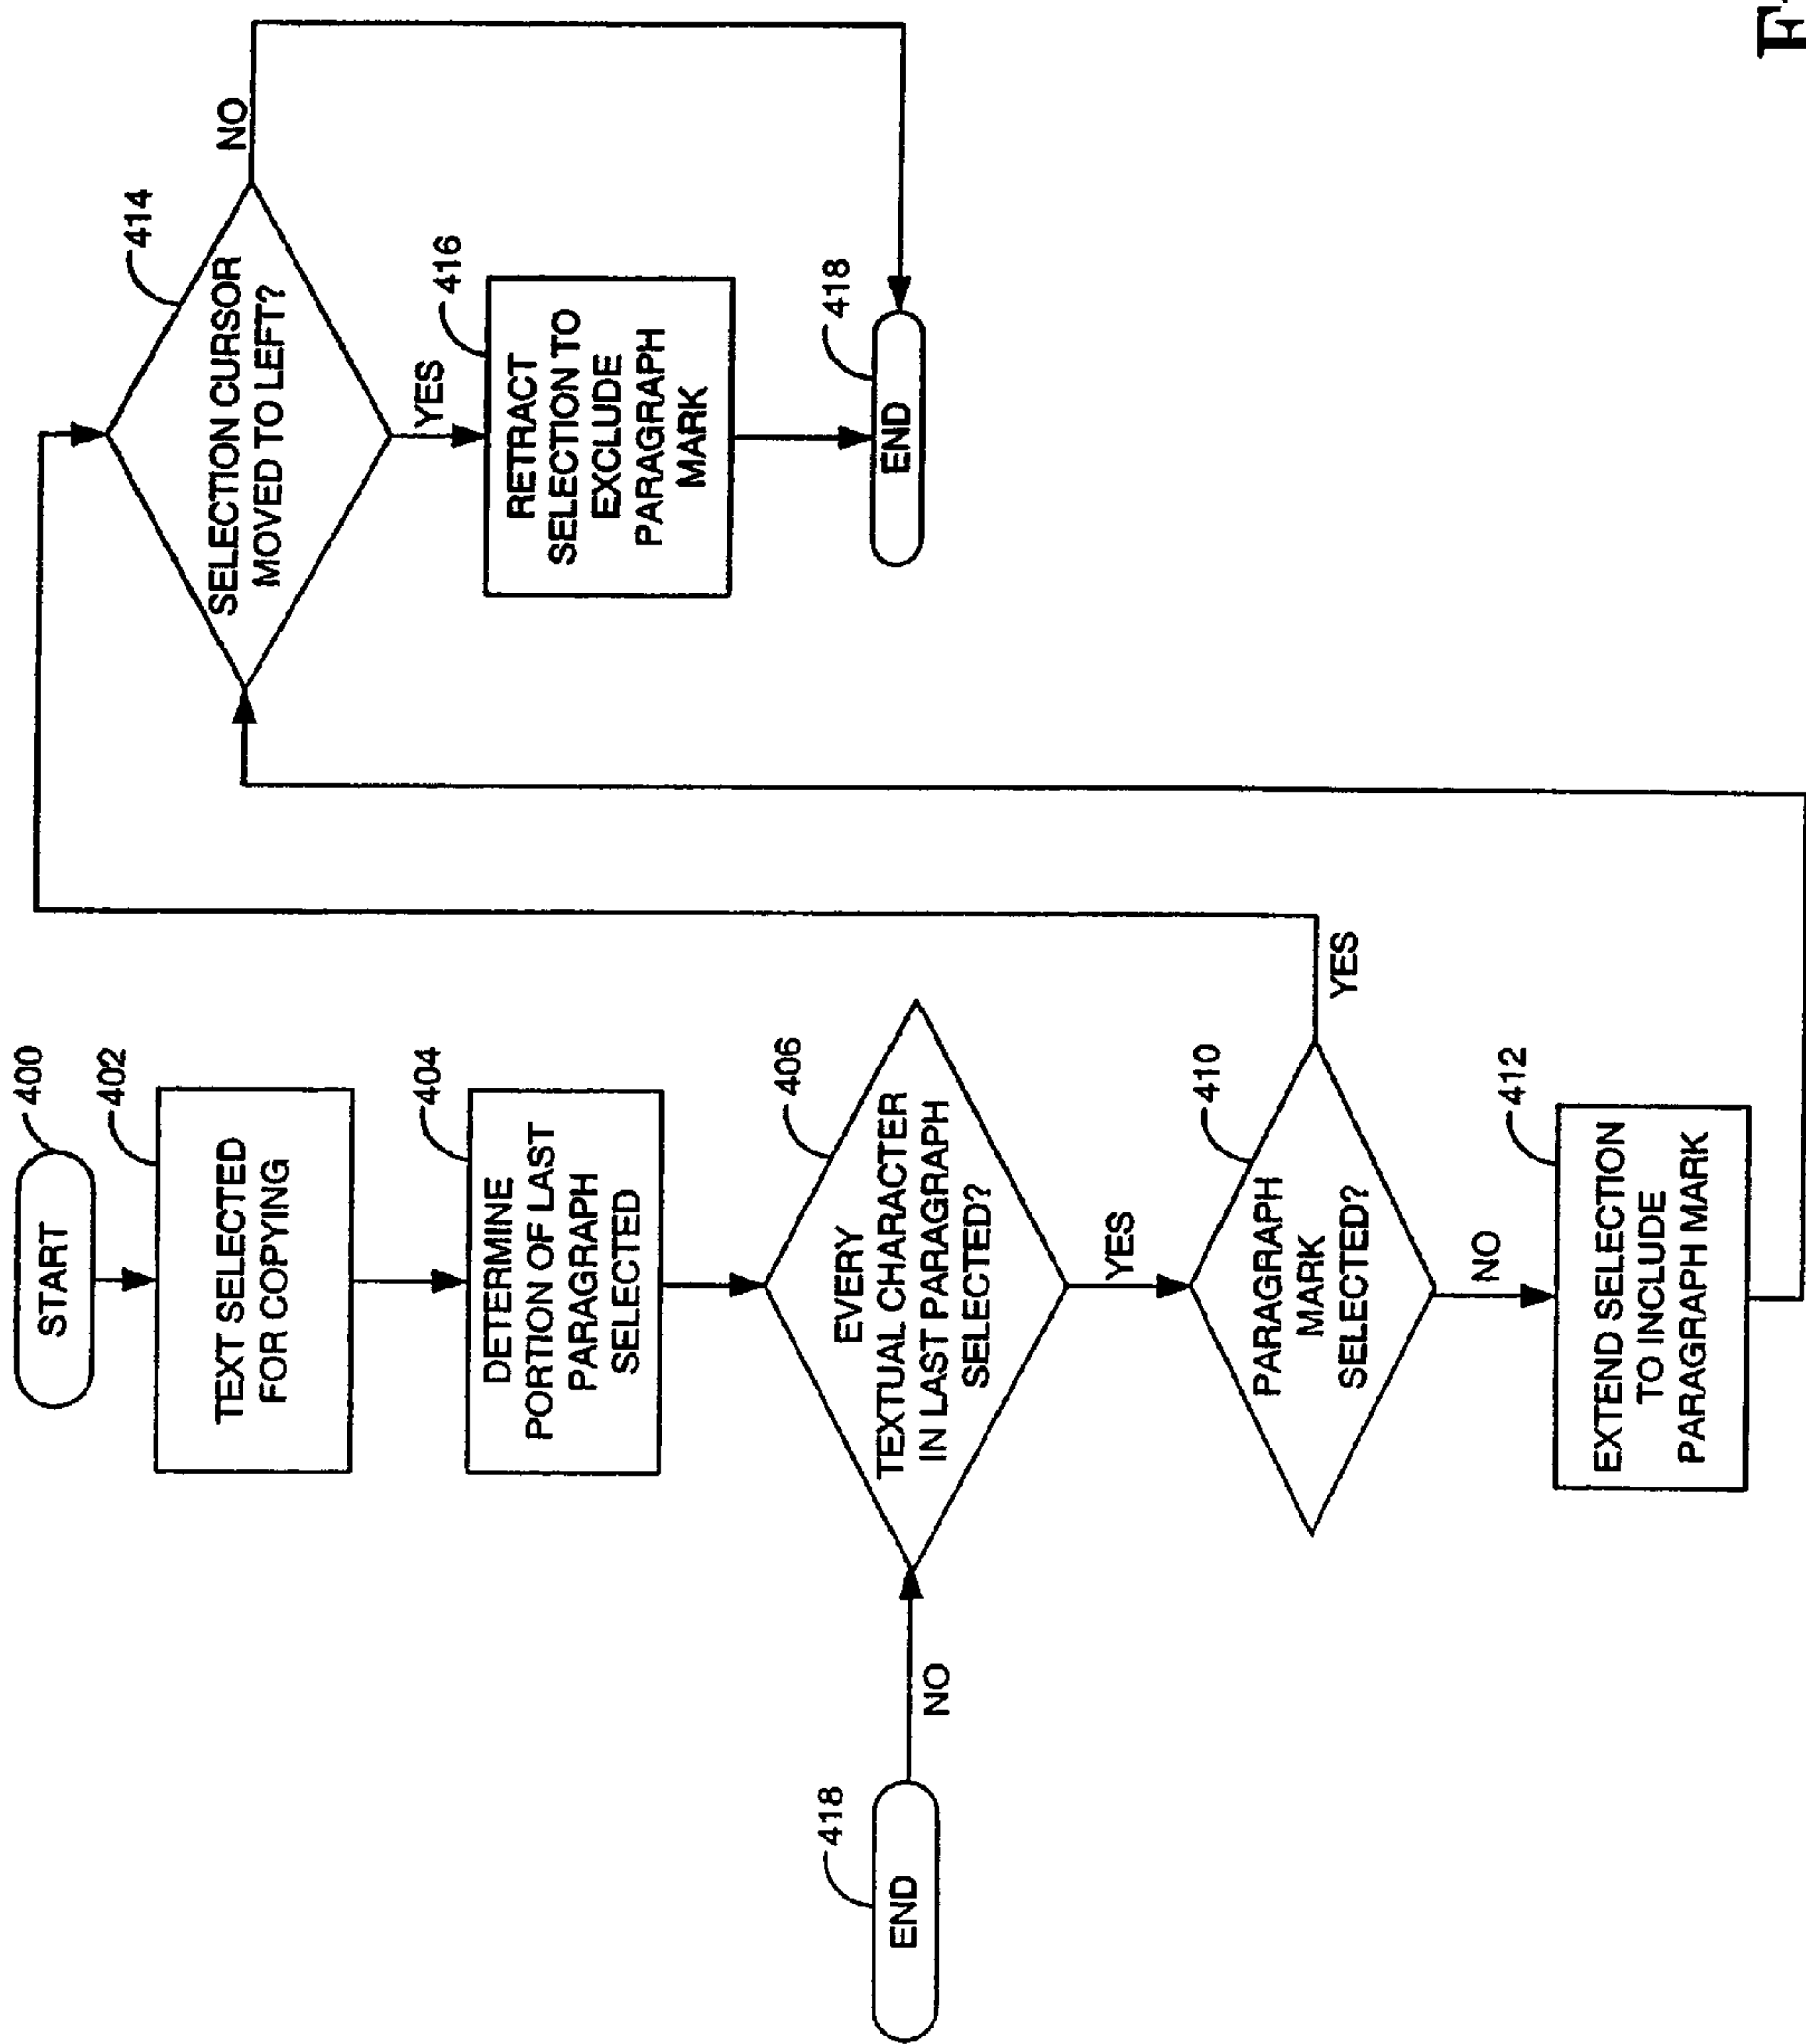 400
START
402
TEXT SELECTED
FOR COPYING
404
DETERMINE
PORTION OF LAST
PARAGRAPH
SELECTED
406
EVERY
TEXTUAL CHARACTER
IN LAST PARAGRAPH
SELECTED?
NO
418
END
YES
410
PARAGRAPH
MARK
SELECTED?
YES
NO
412
EXTEND SELECTION
TO INCLUDE
PARAGRAPH MARK
414
SELECTION CURSOR
MOVED TO LEFT?
NO
YES
416
RETRACT
SELECTION TO
EXCLUDE
PARAGRAPH
MARK
418
END